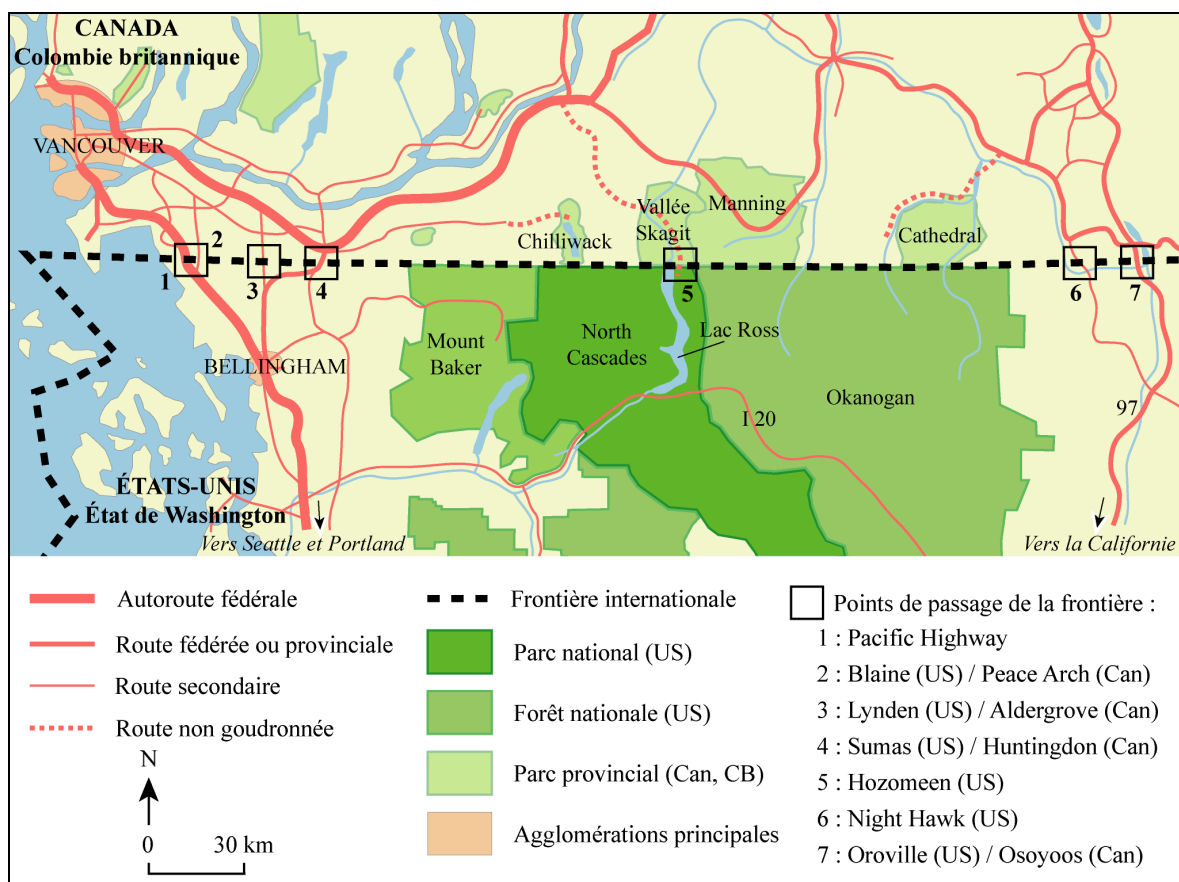 CANADA
Colombie britannique
VANCOUVER
Vallée
Skagit
Manning
Chilliwack
Cathedral
1
2
3
4
5
6
7
Mount
Baker
North
Cascades
Lac Ross
BELLINGHAM
Okanogan
I 20
97
ÉTATS-UNIS
État de Washington
Vers Seattle et Portland
Vers la Californie
Autoroute fédérale
Route fédérée ou provinciale
Route secondaire
Route non goudronnée
N
0 30 km
Frontière internationale
Parc national (US)
Forêt nationale (US)
Parc provincial (Can, CB)
Agglomérations principales
Points de passage de la frontière :
1 : Pacific Highway
2 : Blaine (US) / Peace Arch (Can)
3 : Lynden (US) / Aldergrove (Can)
4 : Sumas (US) / Huntingdon (Can)
5 : Hozomeen (US)
6 : Night Hawk (US)
7 : Oroville (US) / Osoyoos (Can)